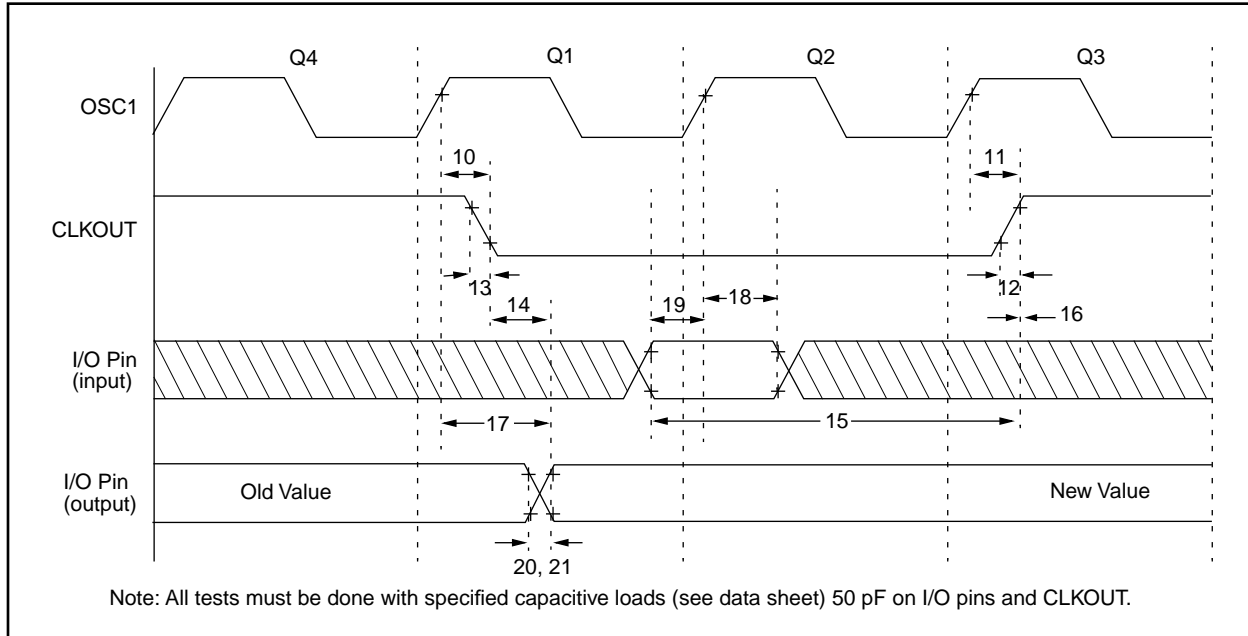 Q4 Q1 Q2 Q3
OSC1
10 11
CLKOUT
13 12
14 19 18 16
I/O Pin
(input)
17 15
I/O Pin
(output)
Old Value New Value
20, 21
Note: All tests must be done with specified capacitive loads (see data sheet) 50 pF on I/O pins and CLKOUT.